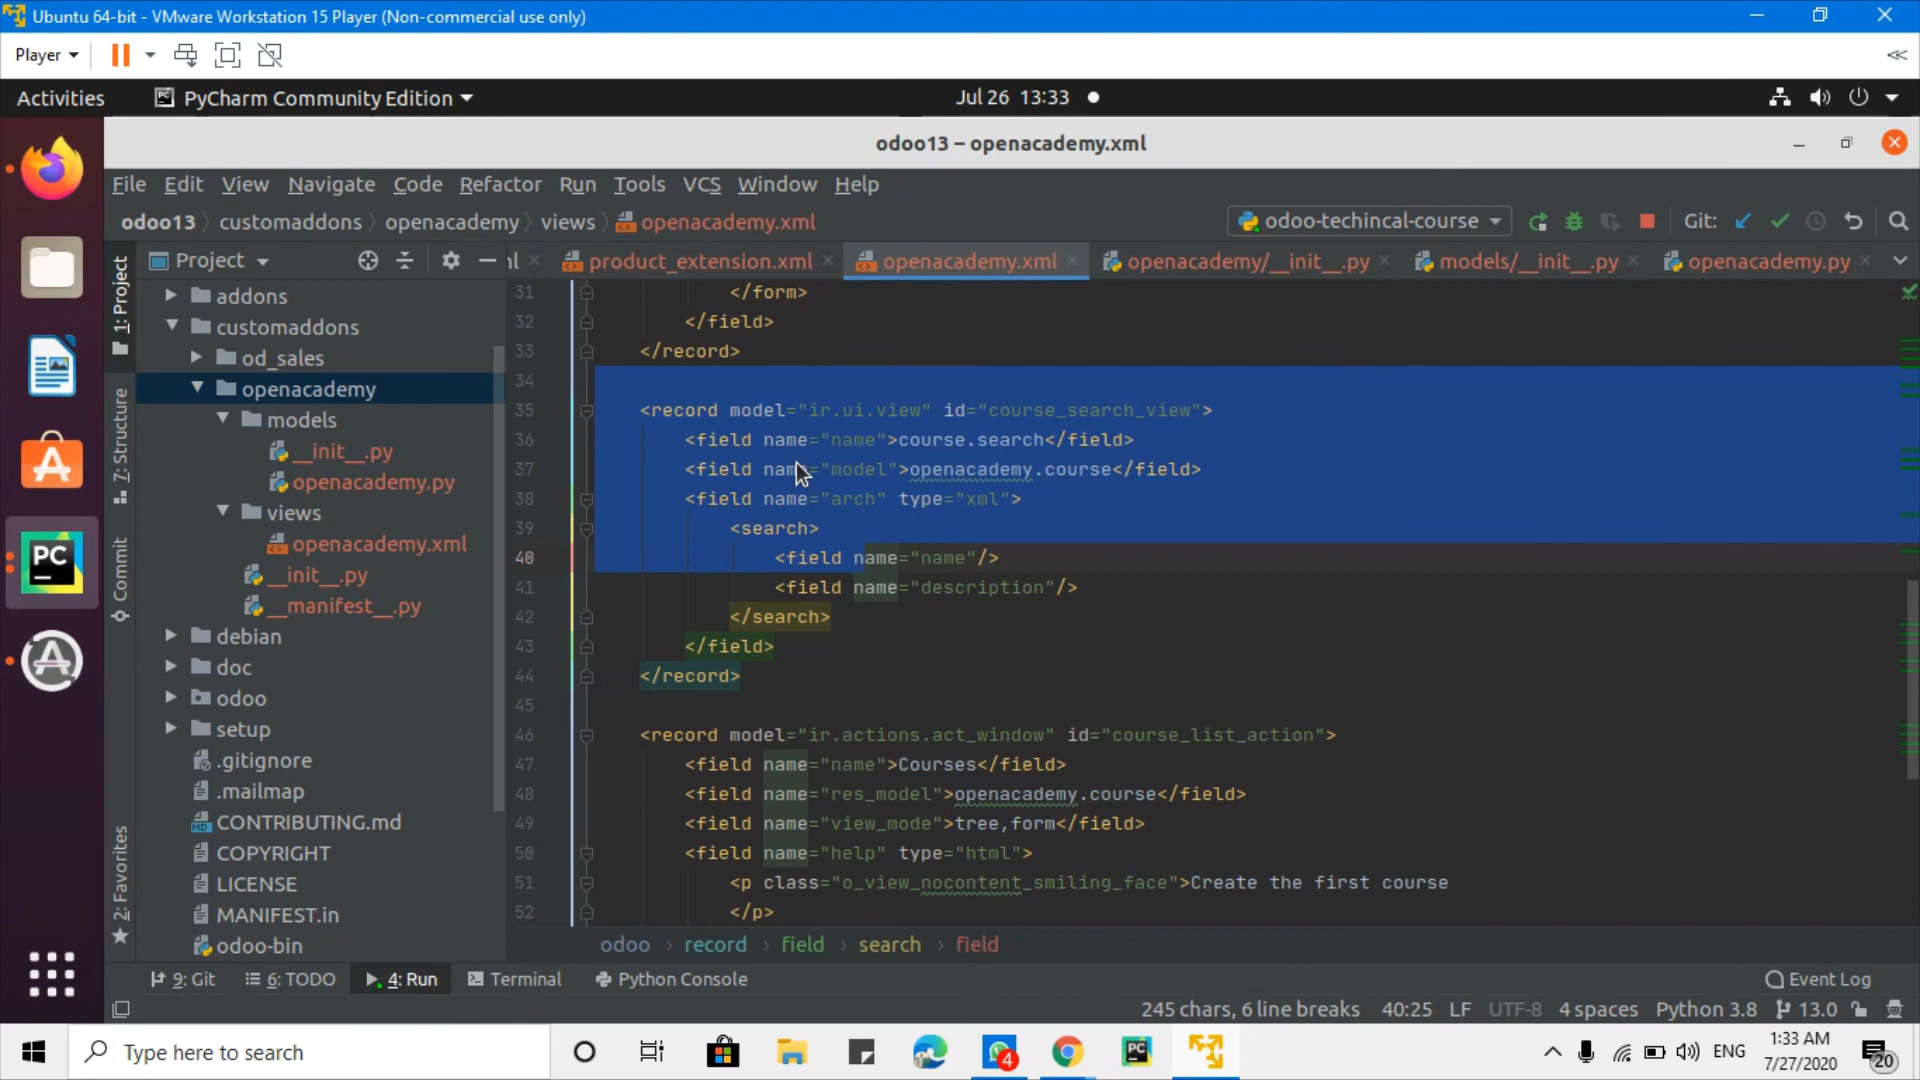 Ubuntu 64-bit - VMware Workstation 15 Player (Non-commercial use only)
Player
Activities
PC PyCharm Community Edition
Jul 26 13:33
odoo13 – openacademy.xml
File Edit View Navigate Code Refactor Run Tools VCS Window Help
odoo13 customaddons openacademy views openacademy.xml
odoo-techincal-course
Git:
1: Project
7: Structure
Commit
2: Favorites
Project
product_extension.xml
openacademy.xml
openacademy/__init__.py
models/__init__.py
openacademy.py
addons
customaddons
od_sales
openacademy
models
__init__.py
openacademy.py
views
openacademy.xml
__init__.py
__manifest__.py
debian
doc
odoo
setup
.gitignore
.mailmap
CONTRIBUTING.md
COPYRIGHT
LICENSE
MANIFEST.in
odoo-bin
31 </form>
32 </field>
33 </record>
34
35 <record model="ir.ui.view" id="course_search_view">
36 <field name="name">course.search</field>
37 <field name="model">openacademy.course</field>
38 <field name="arch" type="xml">
39 <search>
40 <field name="name"/>
41 <field name="description"/>
42 </search>
43 </field>
44 </record>
45
46 <record model="ir.actions.act_window" id="course_list_action">
47 <field name="name">Courses</field>
48 <field name="res_model">openacademy.course</field>
49 <field name="view_mode">tree,form</field>
50 <field name="help" type="html">
51 <p class="o_view_nocontent_smiling_face">Create the first course
52 </p>
odoo › record › field › search › field
9: Git 6: TODO 4: Run Terminal Python Console Event Log
245 chars, 6 line breaks 40:25 LF UTF-8 4 spaces Python 3.8 13.0
Type here to search
4
ENG
1:33 AM
7/27/2020
20